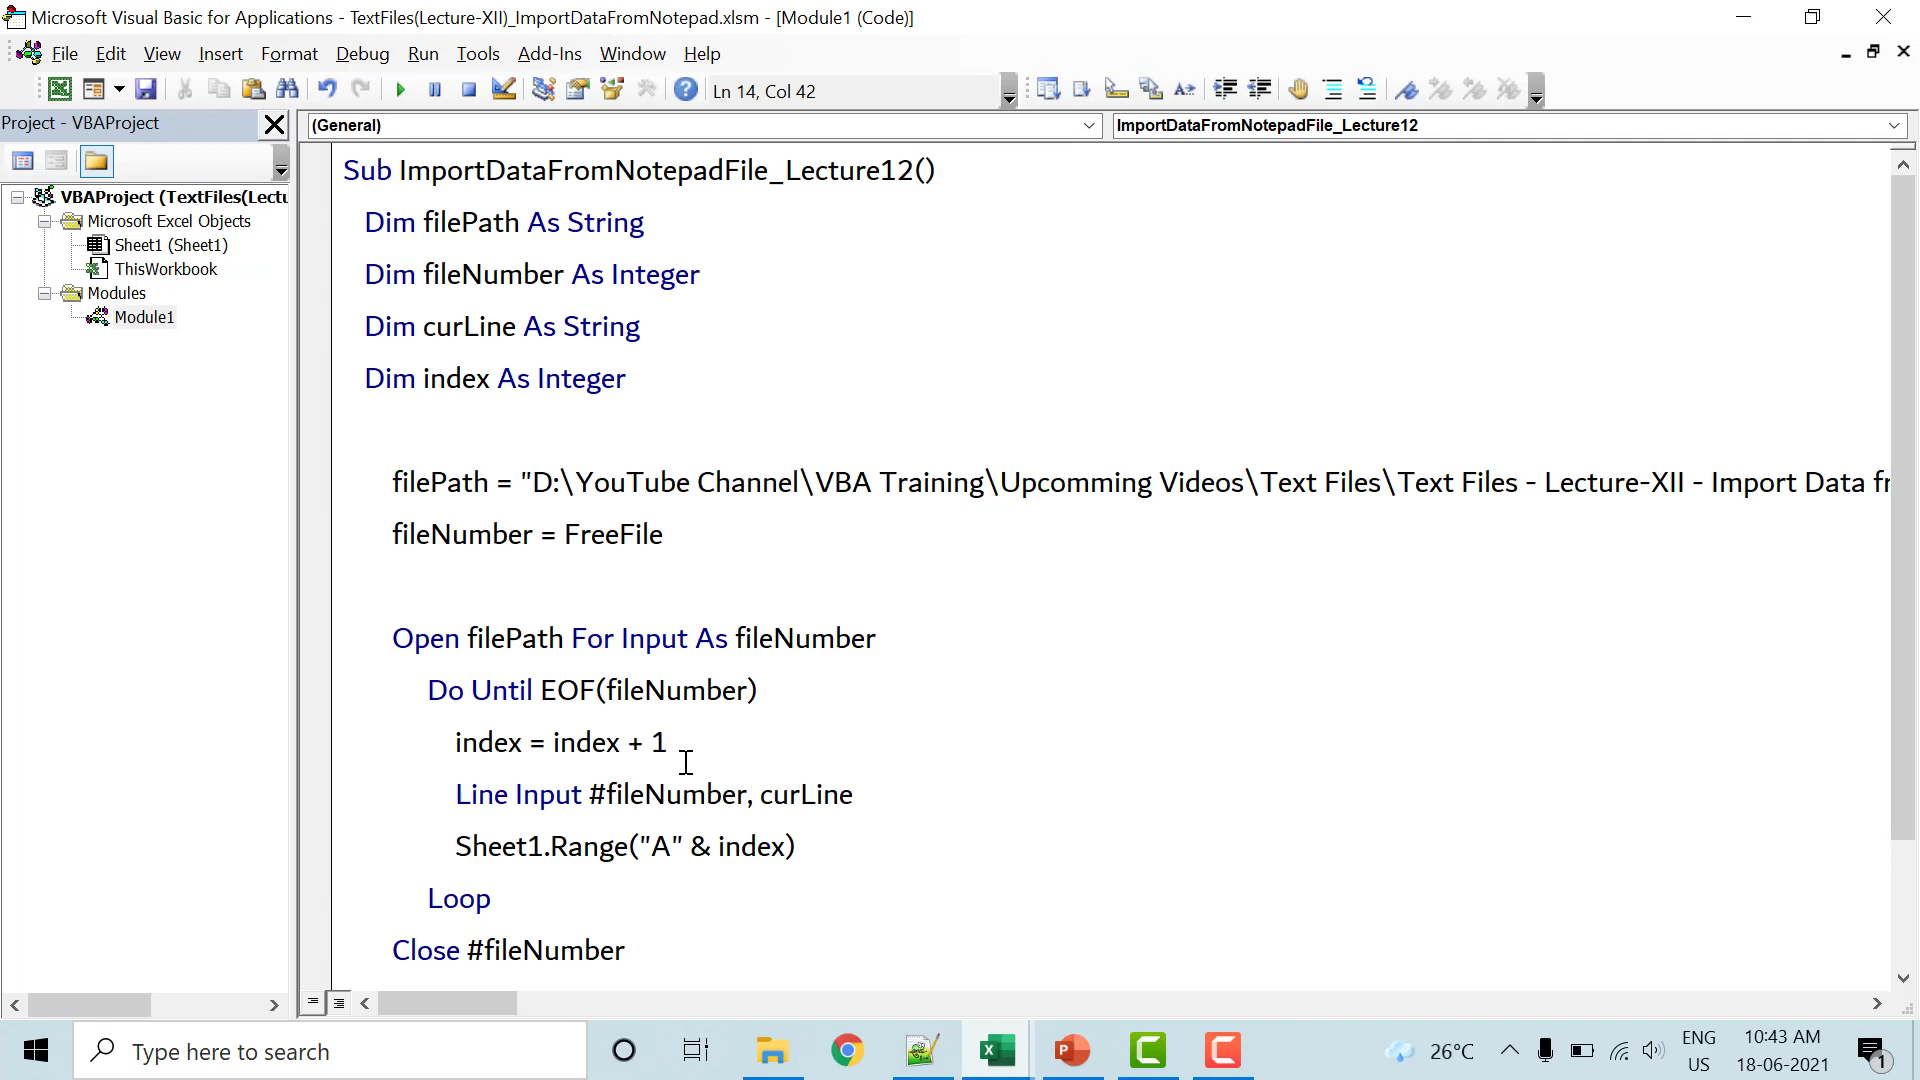 Microsoft Visual Basic for Applications - TextFiles(Lecture-XII)_ImportDataFromNotepad.xlsm - [Module1 (Code)]
File Edit View Insert Format Debug Run Tools Add-Ins Window Help
Ln 14, Col 42
Project - VBAProject
(General)
ImportDataFromNotepadFile_Lecture12
VBAProject (TextFiles(Lectu
Microsoft Excel Objects
Sheet1 (Sheet1)
ThisWorkbook
Modules
Module1
Sub ImportDataFromNotepadFile_Lecture12()
Dim filePath As String
Dim fileNumber As Integer
Dim curLine As String
Dim index As Integer
filePath = "D:\YouTube Channel\VBA Training\Upcomming Videos\Text Files\Text Files - Lecture-XII - Import Data fr
fileNumber = FreeFile
Open filePath For Input As fileNumber
Do Until EOF(fileNumber)
index = index + 1
Line Input #fileNumber, curLine
Sheet1.Range("A" & index)
Loop
Close #fileNumber
Type here to search
26°C
ENG
US
10:43 AM
18-06-2021
1